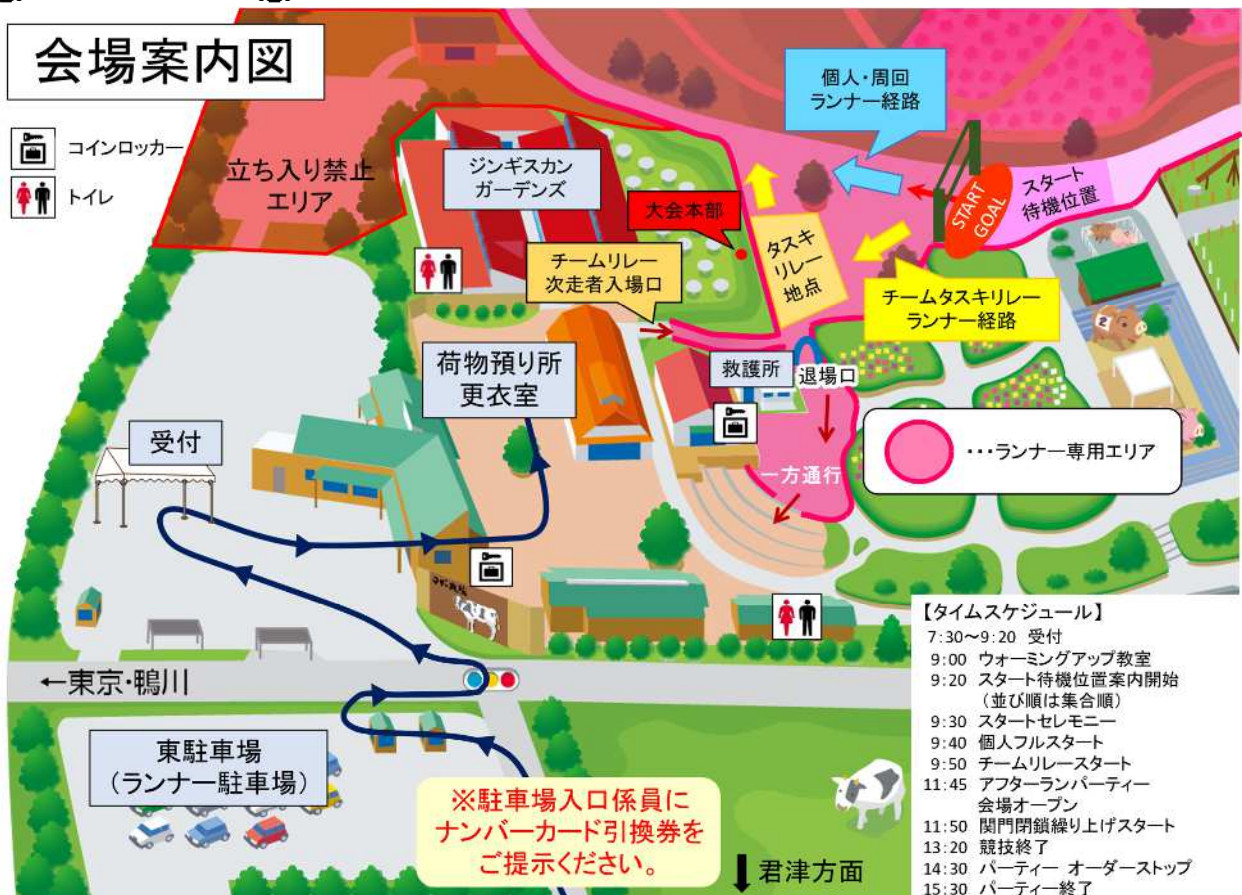 会場案内図
コインロッカー
トイレ
立ち入り禁止
エリア
ジンギスカン
ガーデンズ
個人・周回
ランナー経路
大会本部
チームリレー
次走者入場口
タスキ
リレー
地点
START
GOAL
スタート
待機位置
チームタスキリレー
ランナー経路
荷物預り所
更衣室
救護所
退場口
受付
一方通行
・・・ランナー専用エリア
←東京・鴨川
東駐車場
(ランナー駐車場)
※駐車場入口係員に
ナンバーカード引換券を
ご提示ください。
君津方面
【タイムスケジュール】
7:30～9:20 受付
9:00 ウォーミングアップ教室
9:20 スタート待機位置案内開始
(並び順は集合順)
9:30 スタートセレモニー
9:40 個人フルスタート
9:50 チームリレースタート
11:45 アフターランパーティー
会場オープン
11:50 関門閉鎖繰り上げスタート
13:20 競技終了
14:30 パーティー オーダーストップ
15:30 パーティー終了